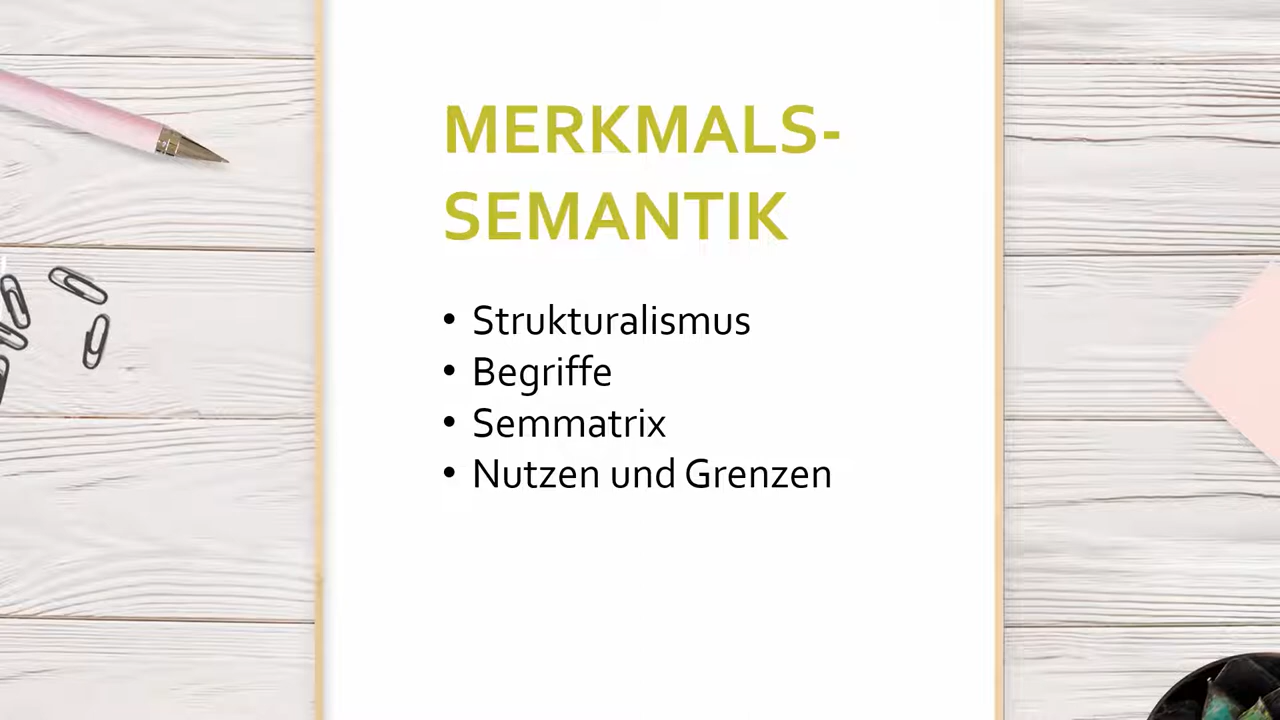 MERKMALS-
SEMANTIK
• Strukturalismus
• Begriffe
• Semmatrix
• Nutzen und Grenzen